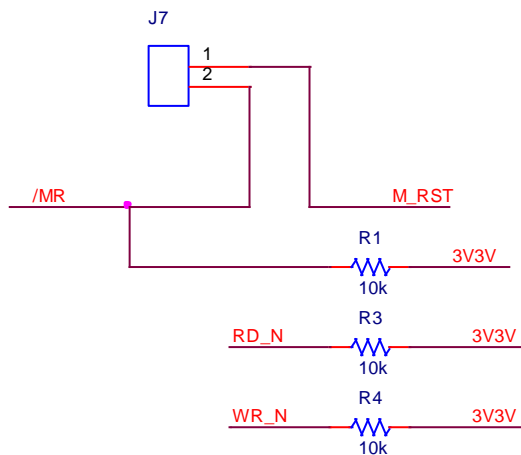 J7
1
2
/MR M_RST
R1
3V3V
10k
R3
RD_N 3V3V
10k
R4
WR_N 3V3V
10k